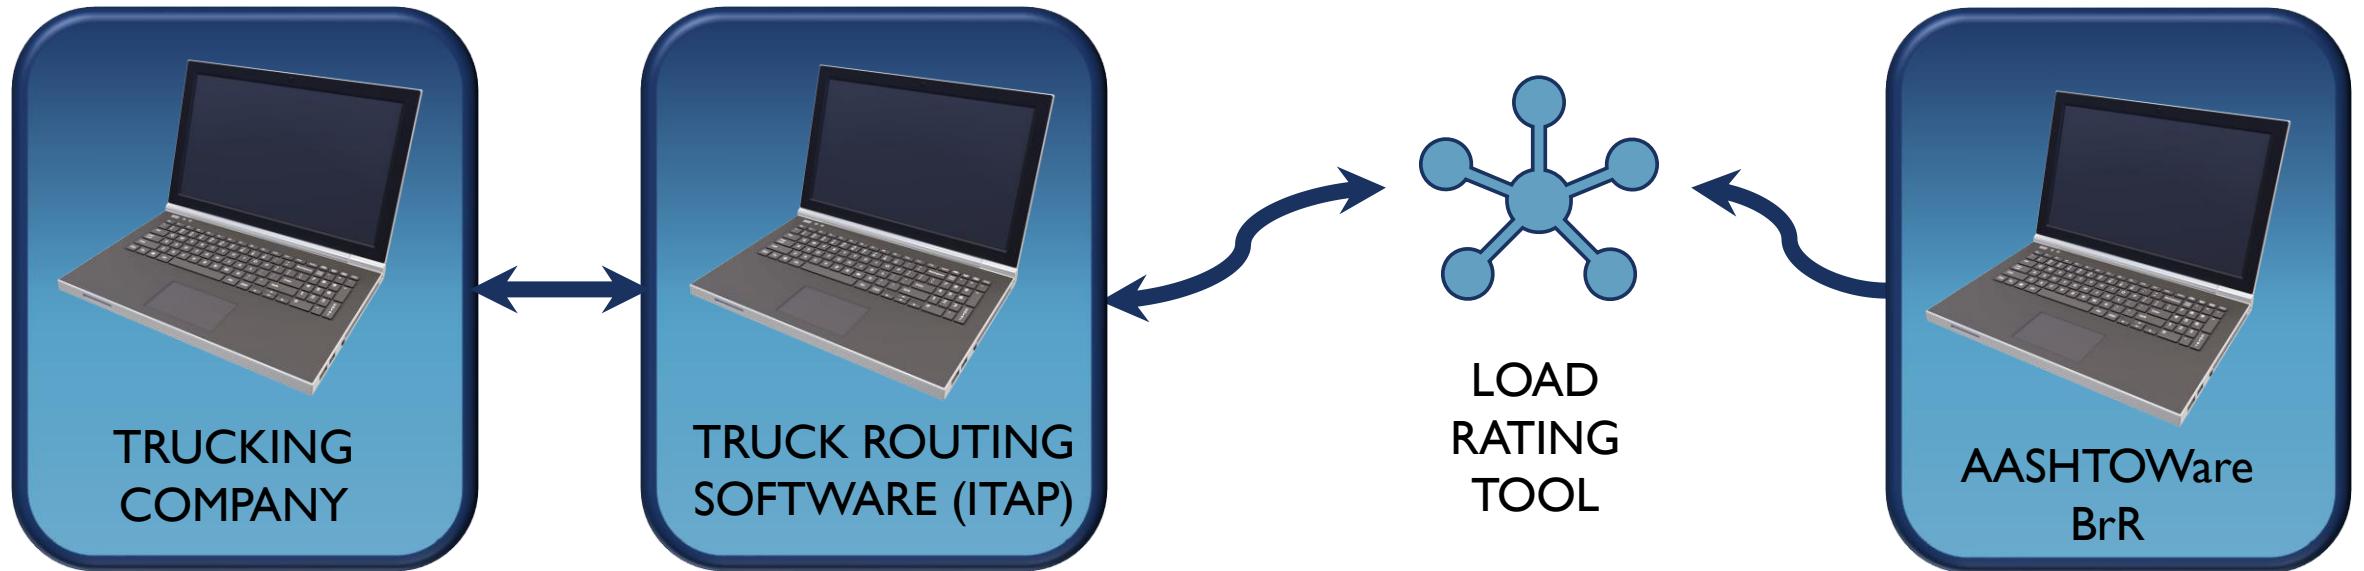 TRUCKING
COMPANY
TRUCK ROUTING
SOFTWARE (ITAP)
LOAD
RATING
TOOL
AASHTOWare
BrR